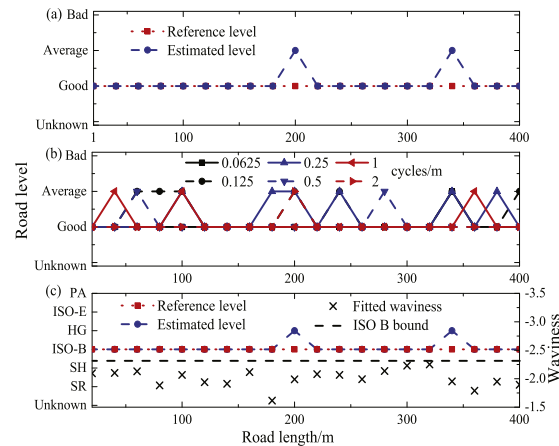 (a)
Bad
Average
Good
Unknown
Reference level
Estimated level
1 100 200 300 400
Road level
(b)
Bad
Average
Good
Unknown
0.0625 0.25 1 cycles/m
0.125 0.5 2
100 200 300 400
(c)
PA
ISO-E
HG
ISO-B
SH
SR
Unknown
Reference level
Estimated level
Fitted waviness
ISO B bound
-3.5
-3.0
-2.5
-2.0
-1.5
Waviness
100 200 300 400
Road length/m